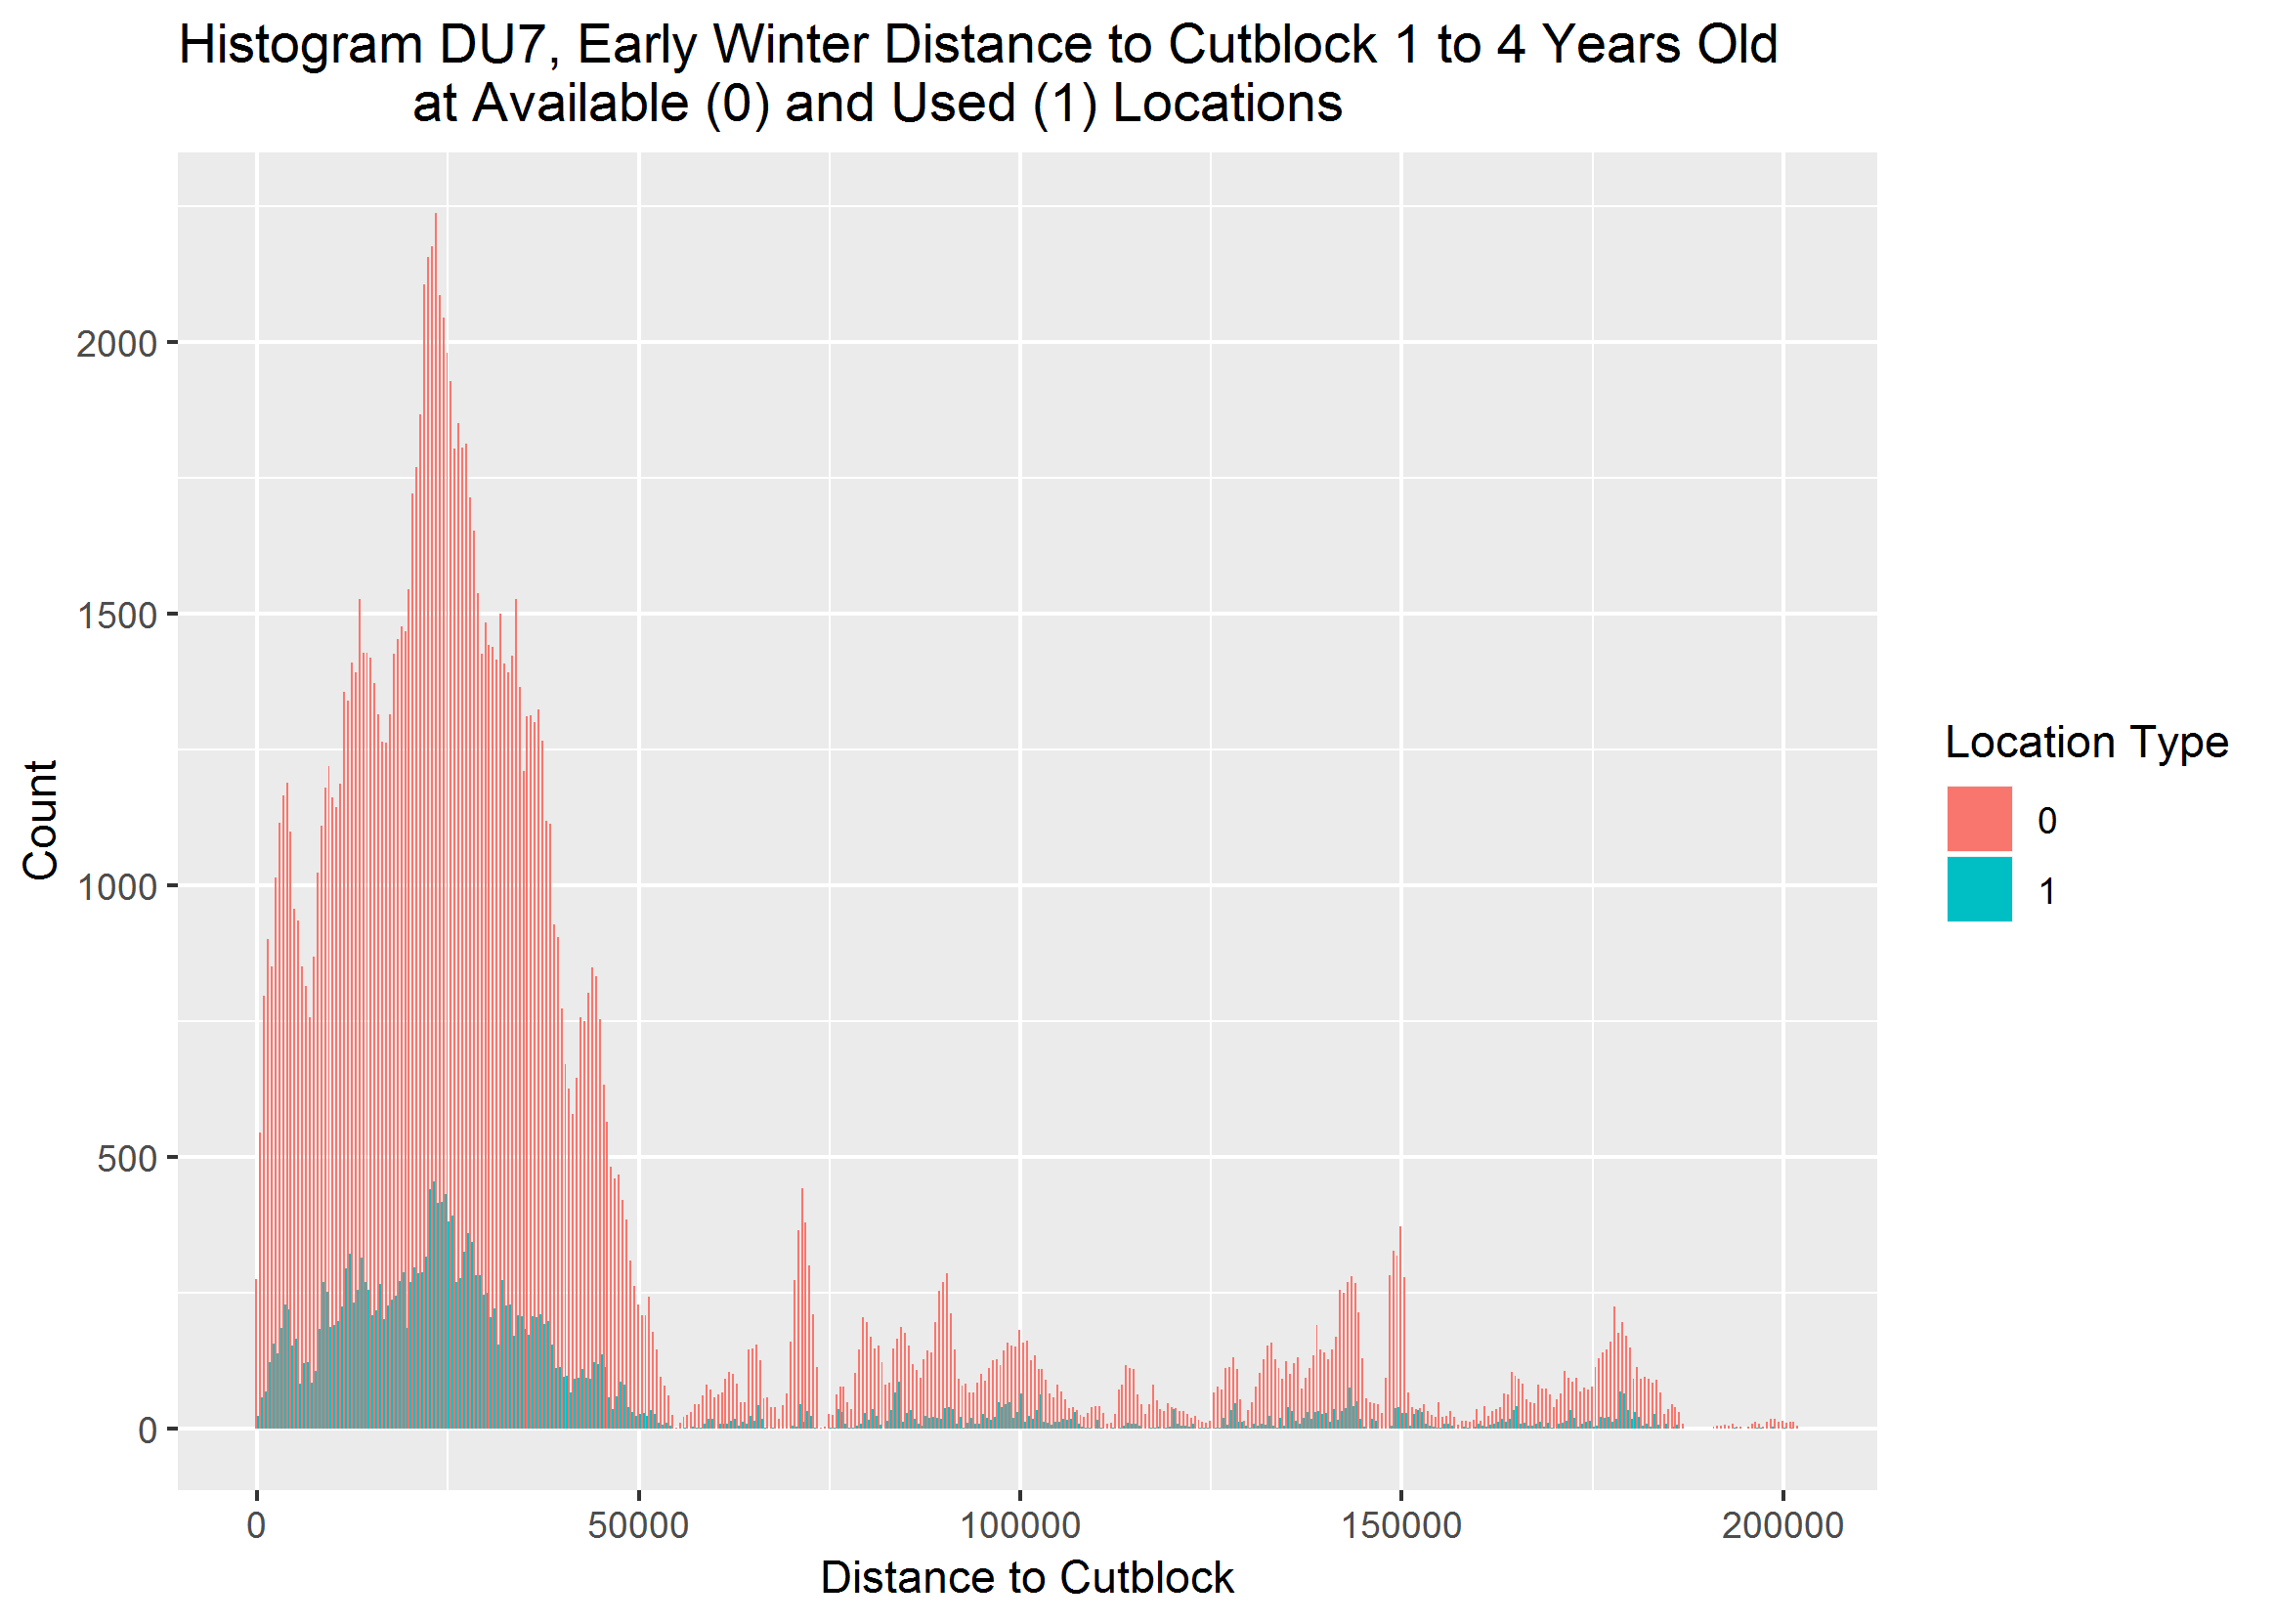 Histogram DU7, Early Winter Distance to Cutblock 1 to 4 Years Old
at Available (0) and Used (1) Locations
Count
2000
1500
1000
500
0
0
50000
100000
150000
200000
Distance to Cutblock
Location Type
0
1